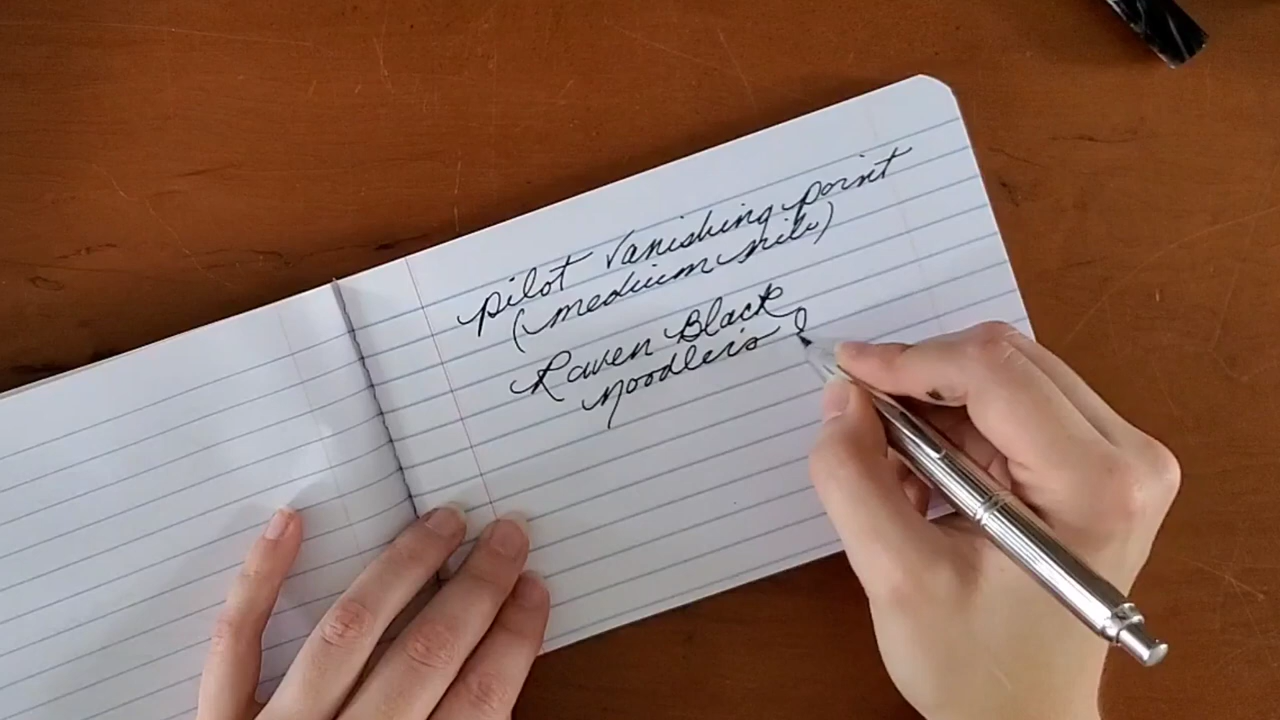 pilot Vanishing point
(medium nib)
Raven Black
noodler's